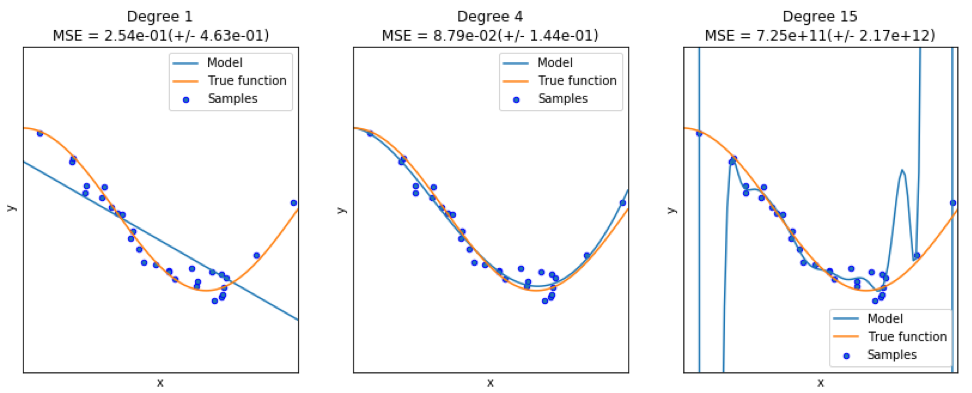 Degree 1
MSE = 2.54e-01(+/- 4.63e-01)
Model
True function
Samples
y
x
Degree 4
MSE = 8.79e-02(+/- 1.44e-01)
Model
True function
Samples
y
x
Degree 15
MSE = 7.25e+11(+/- 2.17e+12)
y
Model
True function
Samples
x